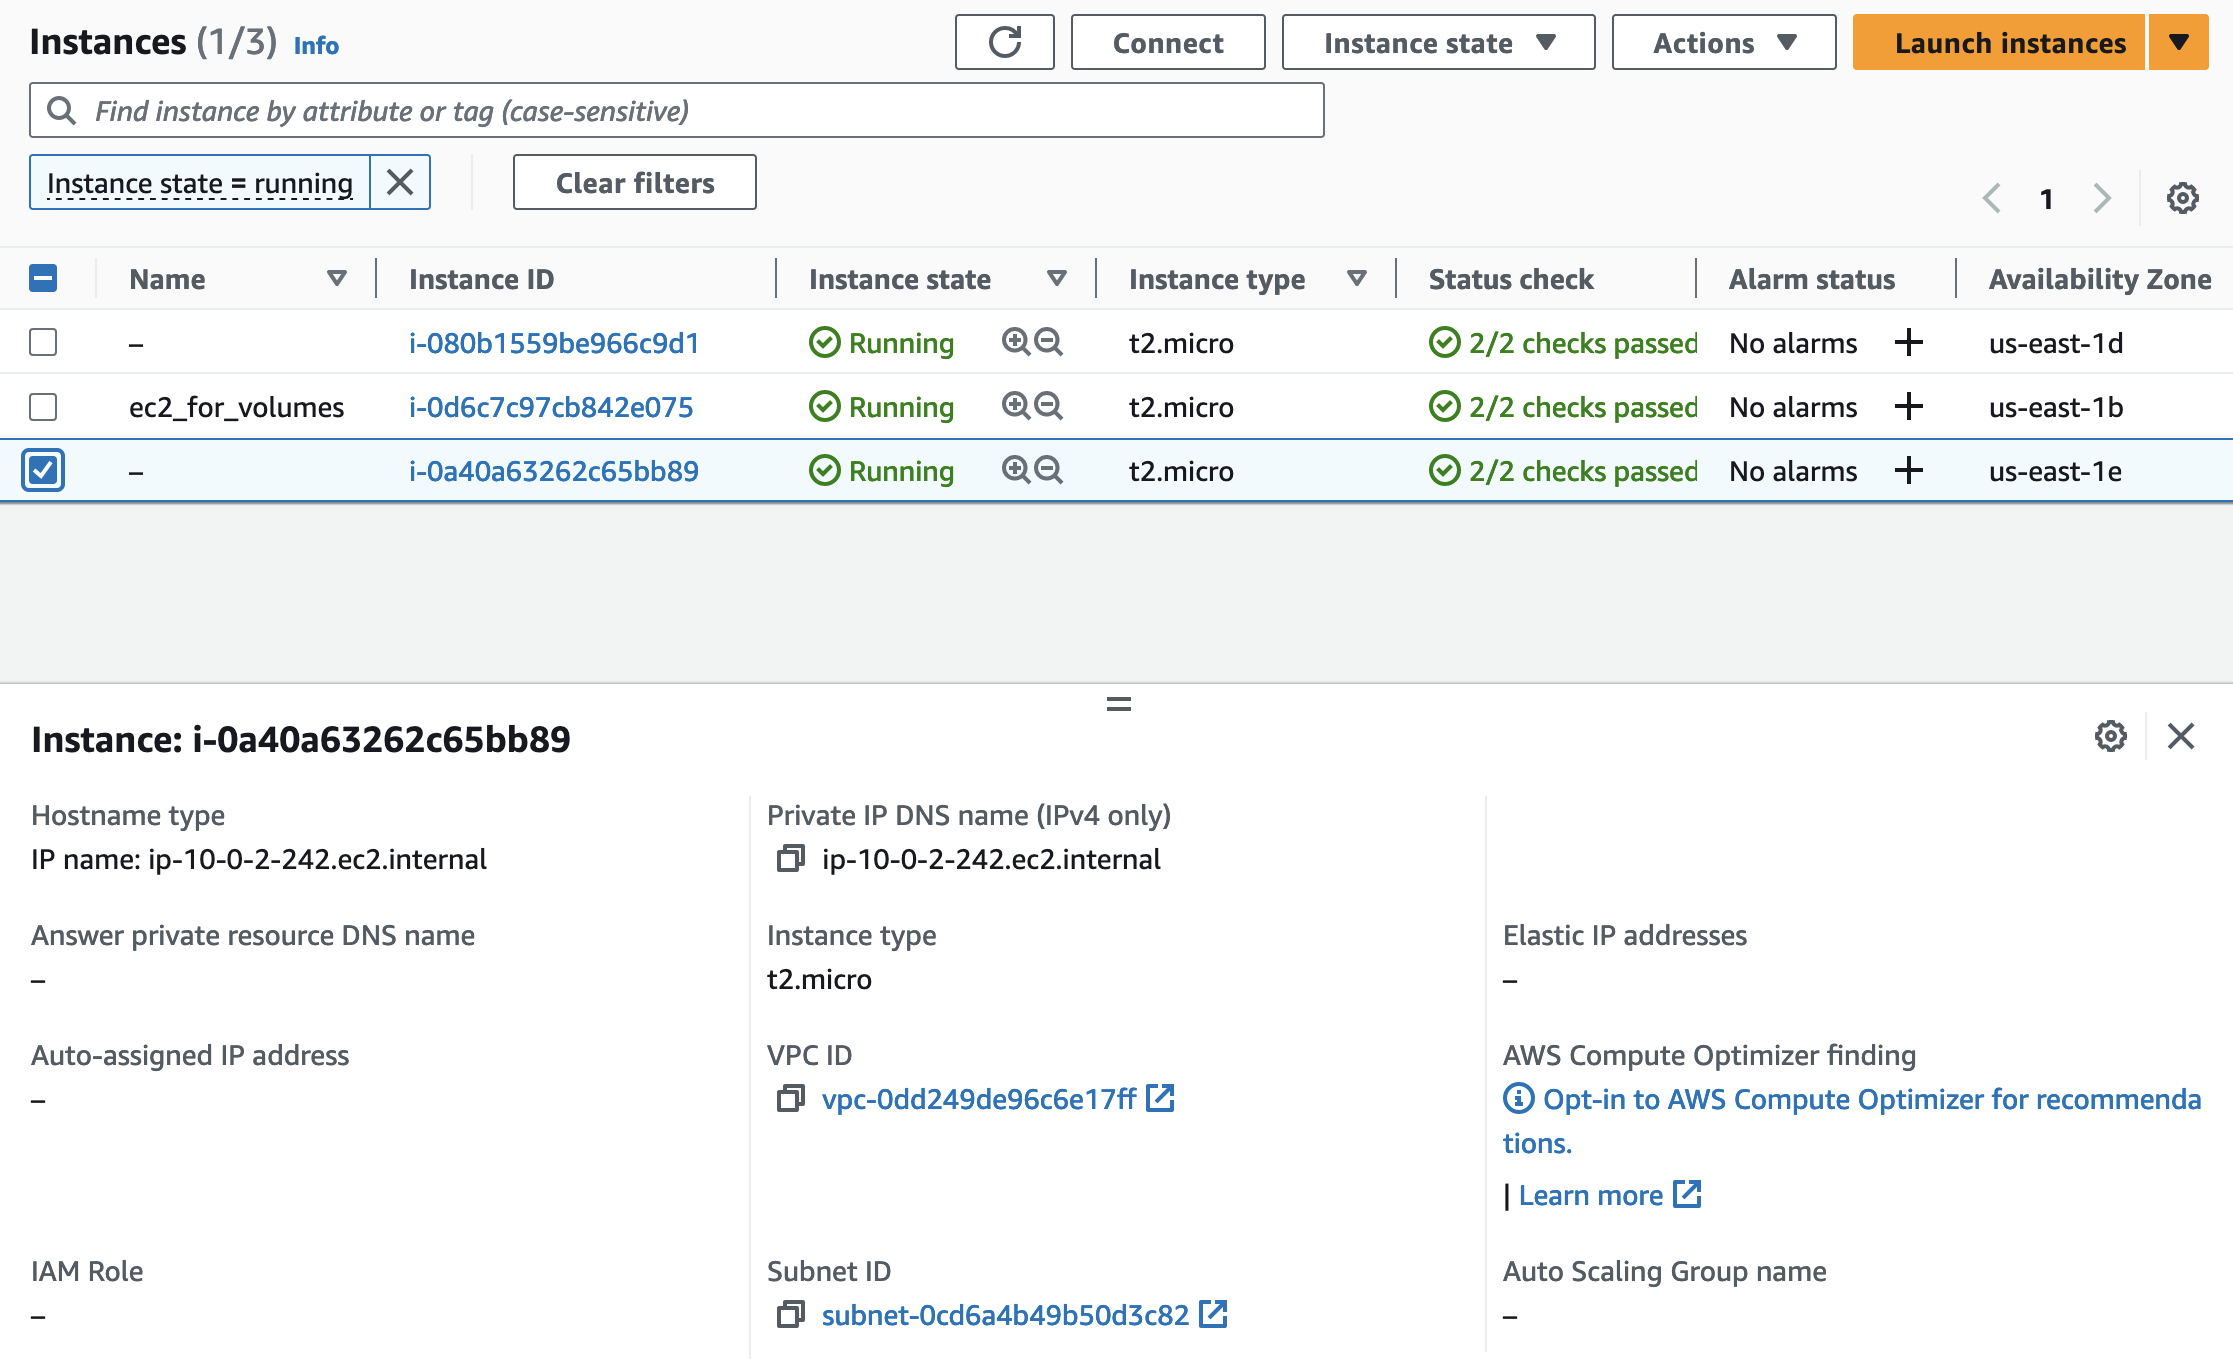 Instances (1/3) Info
Connect
Instance state
Actions
Launch instances
Find instance by attribute or tag (case-sensitive)
Instance state = running
Clear filters
1
Name Instance ID Instance state Instance type Status check Alarm status Availability Zone
– i-080b1559be966c9d1 Running t2.micro 2/2 checks passed No alarms us-east-1d
ec2_for_volumes i-0d6c7c97cb842e075 Running t2.micro 2/2 checks passed No alarms us-east-1b
– i-0a40a63262c65bb89 Running t2.micro 2/2 checks passed No alarms us-east-1e
Instance: i-0a40a63262c65bb89
Hostname type
IP name: ip-10-0-2-242.ec2.internal
Private IP DNS name (IPv4 only)
ip-10-0-2-242.ec2.internal
Answer private resource DNS name
–
Instance type
t2.micro
Elastic IP addresses
–
Auto-assigned IP address
–
VPC ID
vpc-0dd249de96c6e17ff
AWS Compute Optimizer finding
Opt-in to AWS Compute Optimizer for recommenda
tions.
| Learn more
IAM Role
–
Subnet ID
subnet-0cd6a4b49b50d3c82
Auto Scaling Group name
–